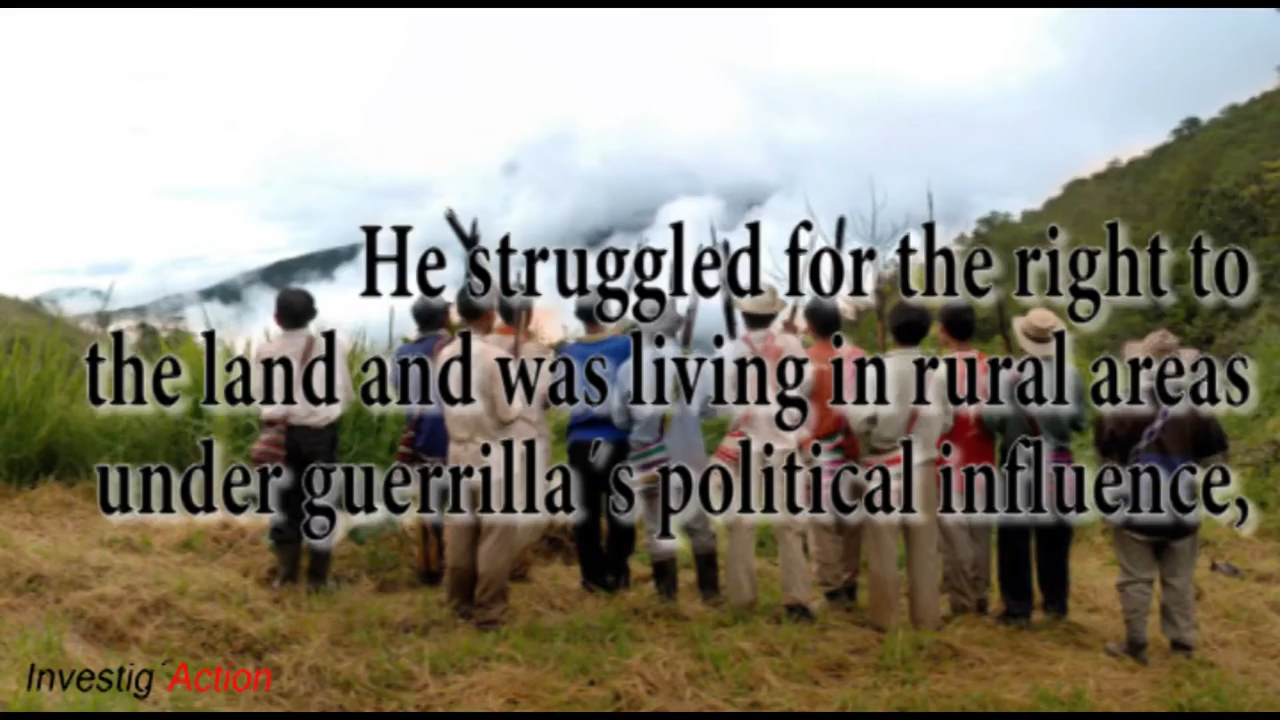 He struggled for the right to
the land and was living in rural areas
under guerrilla´s political influence,
Investig´Action